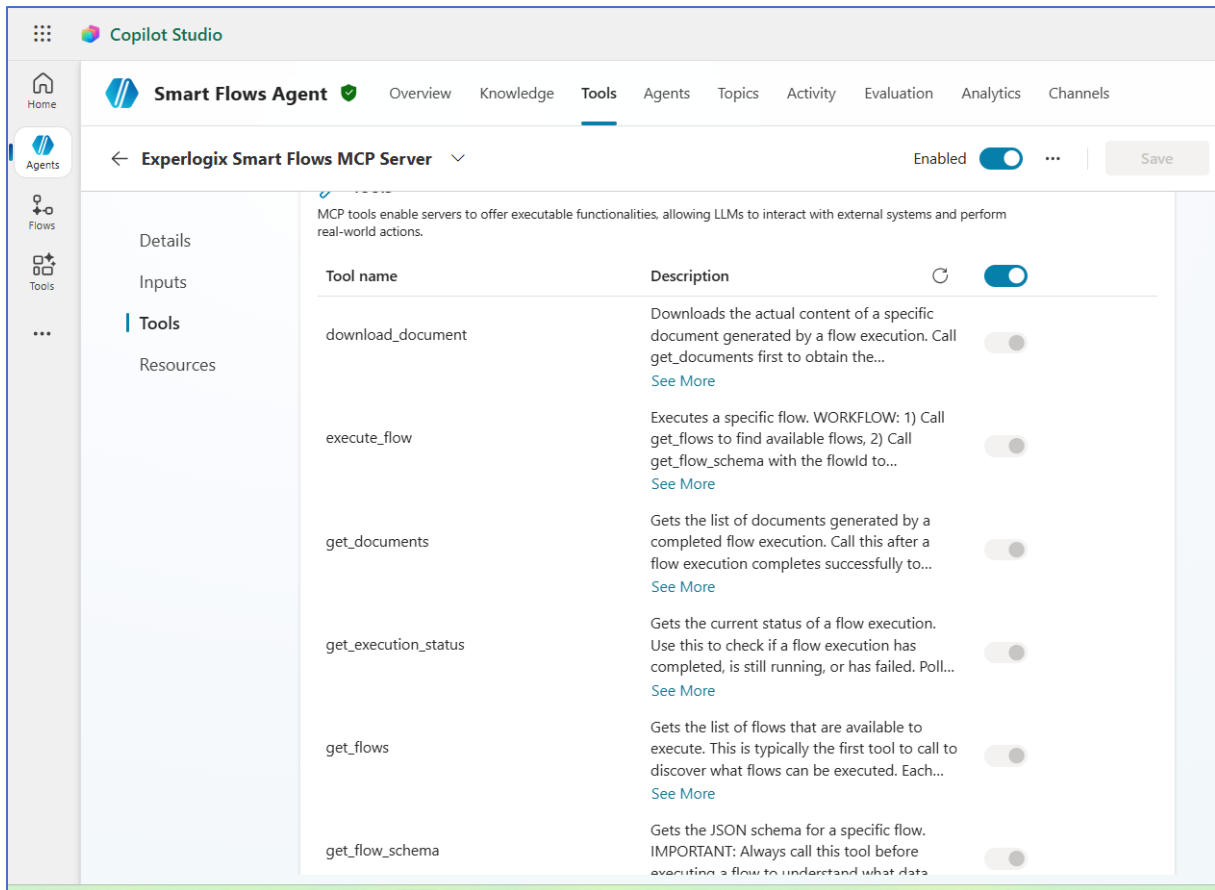 Copilot Studio
Home
Agents
Flows
Tools
Smart Flows Agent
Overview
Knowledge
Tools
Agents
Topics
Activity
Evaluation
Analytics
Channels
Experlogix Smart Flows MCP Server
Enabled
Save
Details
Inputs
Tools
Resources
MCP tools enable servers to offer executable functionalities, allowing LLMs to interact with external systems and perform
real-world actions.
Tool name
Description
download_document
Downloads the actual content of a specific
document generated by a flow execution. Call
get_documents first to obtain the...
See More
execute_flow
Executes a specific flow. WORKFLOW: 1) Call
get_flows to find available flows, 2) Call
get_flow_schema with the flowId to...
See More
get_documents
Gets the list of documents generated by a
completed flow execution. Call this after a
flow execution completes successfully to...
See More
get_execution_status
Gets the current status of a flow execution.
Use this to check if a flow execution has
completed, is still running, or has failed. Poll...
See More
get_flows
Gets the list of flows that are available to
execute. This is typically the first tool to call to
discover what flows can be executed. Each...
See More
get_flow_schema
Gets the JSON schema for a specific flow.
IMPORTANT: Always call this tool before
executing a flow to understand what data